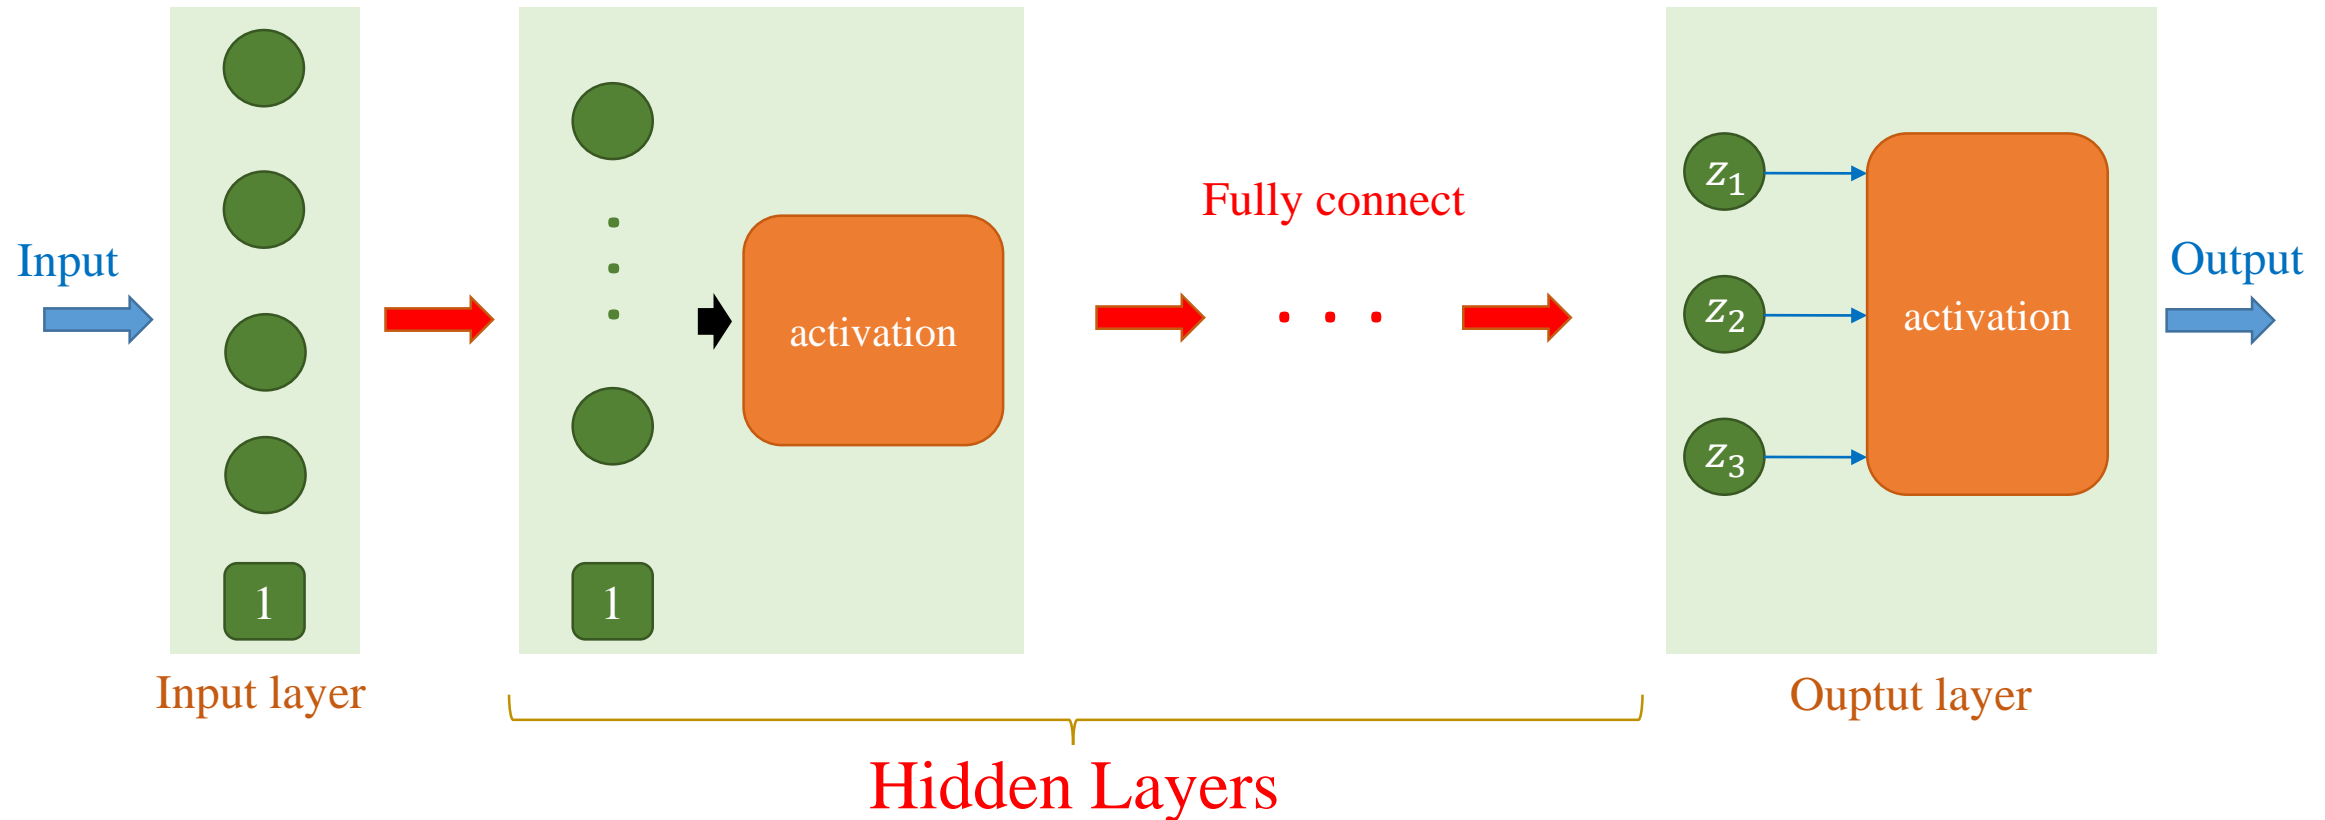 Input
1
Input layer
1
activation
Fully connect
. . .
Hidden Layers
z₁
z₂
z₃
activation
Ouptut layer
Output